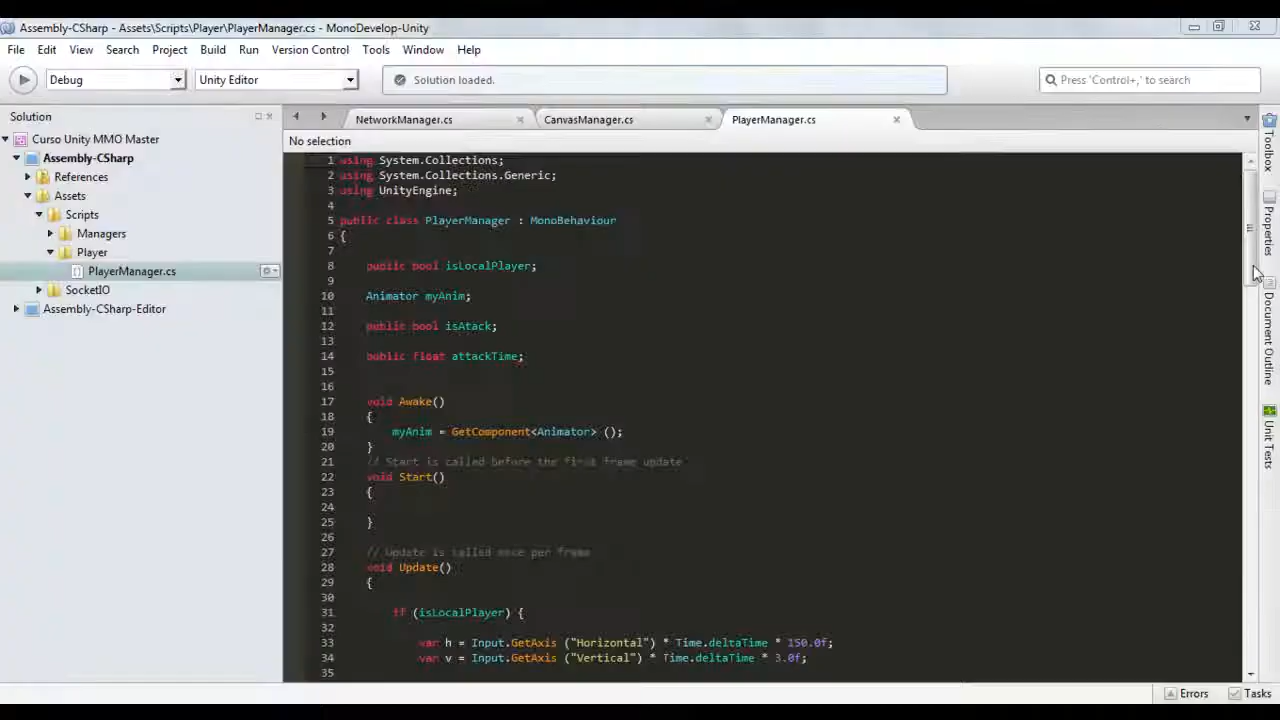 Assembly-CSharp - Assets\Scripts\Player\PlayerManager.cs - MonoDevelop-Unity
File Edit View Search Project Build Run Version Control Tools Window Help
Debug Unity Editor Solution loaded. Press 'Control+,' to search
Solution
Curso Unity MMO Master
Assembly-CSharp
References
Assets
Scripts
Managers
Player
PlayerManager.cs
SocketIO
Assembly-CSharp-Editor
NetworkManager.cs CanvasManager.cs PlayerManager.cs
No selection
1 using System.Collections;
2 using System.Collections.Generic;
3 using UnityEngine;
4
5 public class PlayerManager : MonoBehaviour
6 {
7
8 public bool isLocalPlayer;
9
10 Animator myAnim;
11
12 public bool isAtack;
13
14 public float attackTime;
15
16
17 void Awake()
18 {
19 myAnim = GetComponent<Animator> ();
20 }
21 // Start is called before the first frame update
22 void Start()
23 {
24
25 }
26
27 // Update is called once per frame
28 void Update()
29 {
30
31 if (isLocalPlayer) {
32
33 var h = Input.GetAxis ("Horizontal") * Time.deltaTime * 150.0f;
34 var v = Input.GetAxis ("Vertical") * Time.deltaTime * 3.0f;
35
Toolbox
Properties
Document Outline
Unit Tests
Errors Tasks